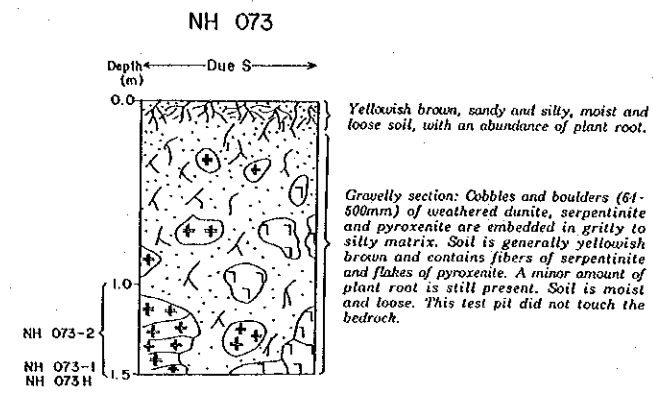 NH 073
Depth Due S
(m)
0.0
Yellowish brown, sandy and silty, moist and
loose soil, with an abundance of plant root.
Gravelly section: Cobbles and boulders (64-
500mm) of weathered dunite, serpentinite
and pyroxenite are embedded in gritty to
silty matrix. Soil is generally yellowish
brown and contains fibers of serpentinite
and flakes of pyroxenite. A minor amount of
plant root is still present. Soil is moist
and loose. This test pit did not touch the
bedrock.
1.0
NH 073-2
NH 073-1
NH 073H
1.5